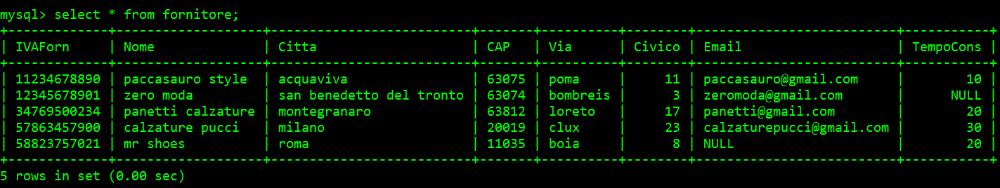 mysql> select * from fornitore;
+-------------+-------------------+--------------------------+-------+----------+--------+--------------------------+-----------+
| IVAForn     | Nome              | Citta                    | CAP   | Via      | Civico | Email                    | TempoCons |
+-------------+-------------------+--------------------------+-------+----------+--------+--------------------------+-----------+
| 11234678890 | paccasauro style  | acquaviva                | 63075 | poma     |     11 | paccasauro@gmail.com     |        10 |
| 12345678901 | zero moda         | san benedetto del tronto | 63074 | bombreis |      3 | zeromoda@gmail.com       |      NULL |
| 34769500234 | panetti calzature | montegranaro             | 63812 | loreto   |     17 | panetti@gmail.com        |        20 |
| 57863457900 | calzature pucci   | milano                   | 20019 | clux     |     23 | calzaturepucci@gmail.com |        30 |
| 58823757021 | mr shoes          | roma                     | 11035 | boia     |      8 | NULL                     |        20 |
+-------------+-------------------+--------------------------+-------+----------+--------+--------------------------+-----------+
5 rows in set (0.00 sec)